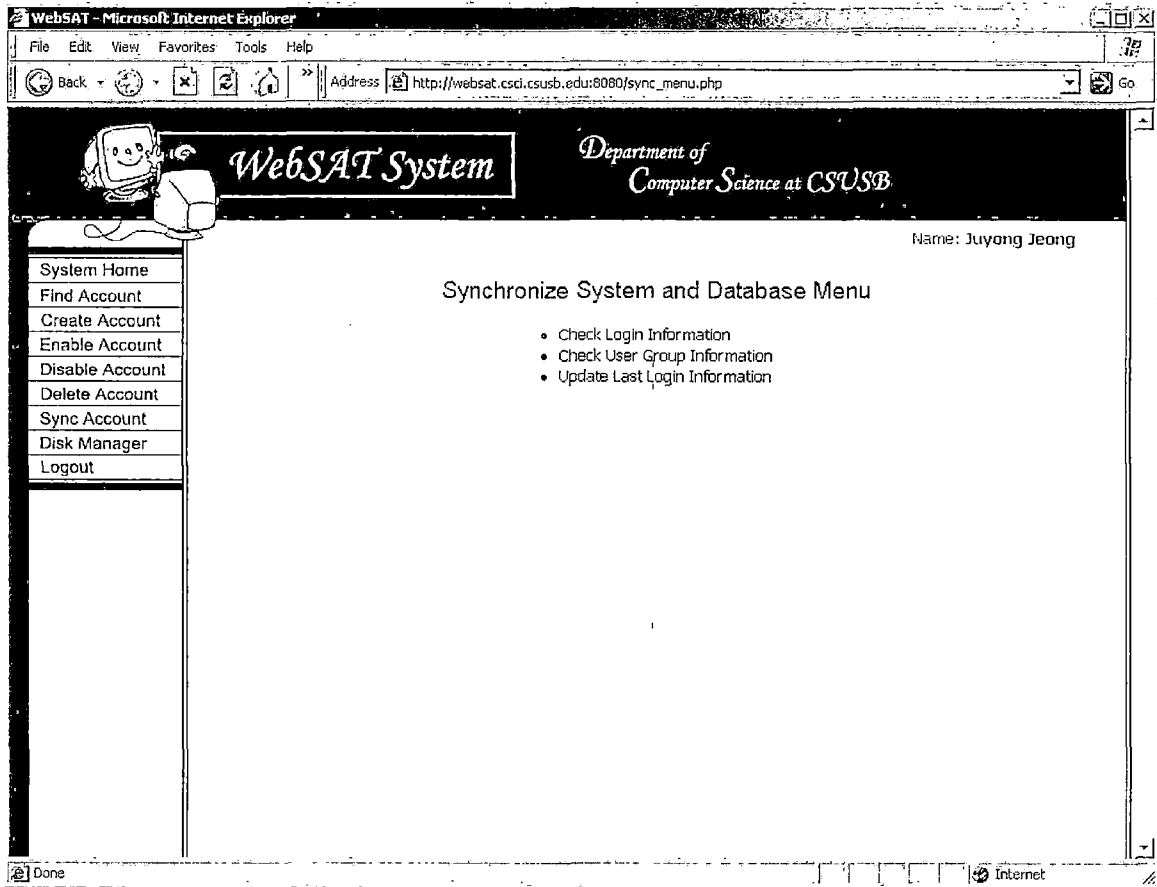 WebSAT - Microsoft Internet Explorer
File Edit View Favorites Tools Help
Back » Address http://websat.csci.csusb.edu:8080/sync_menu.php Go
WebSAT System
Department of
Computer Science at CSUSB
Name: Juyong Jeong
System Home
Find Account
Create Account
Enable Account
Disable Account
Delete Account
Sync Account
Disk Manager
Logout
Synchronize System and Database Menu
• Check Login Information
• Check User Group Information
• Update Last Login Information
Done Internet